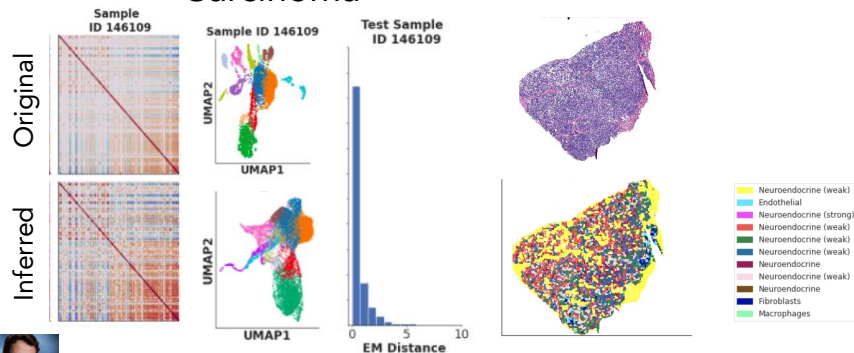 Carcinoma
Sample
ID 146109
Sample ID 146109
Test Sample
ID 146109
Original
UMAP2
UMAP1
Inferred
UMAP2
UMAP1
0
5
10
EM Distance
Neuroendocrine (weak)
Endothelial
Neuroendocrine (strong)
Neuroendocrine (weak)
Neuroendocrine (weak)
Neuroendocrine (weak)
Neuroendocrine
Neuroendocrine (weak)
Neuroendocrine
Fibroblasts
Macrophages